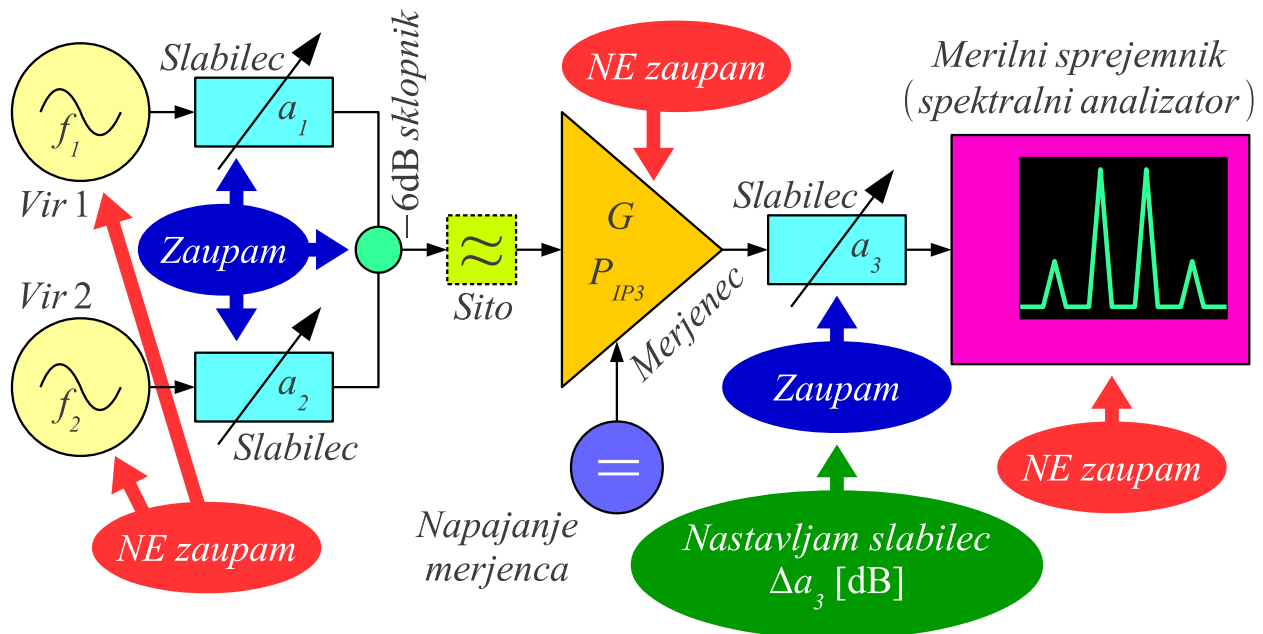 Slabilec
a1
f1
Vir 1
−6dB sklopnik
NE zaupam
Merilni sprejemnik
(spektralni analizator)
Zaupam
G
PIP3
Slabilec
a3
Sito
Merjenec
Vir 2
f2
a2
Slabilec
Zaupam
NE zaupam
=
Napajanje
merjenca
Nastavljam slabilec
Δa3 [dB]
NE zaupam